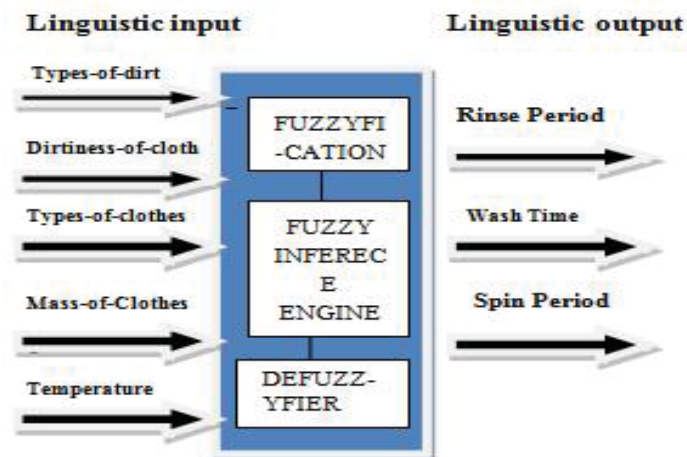 Linguistic input
Linguistic output
Types-of-dirt
Dirtiness-of-cloth
Types-of-clothes
Mass-of-Clothes
Temperature
FUZZYFI
-CATION
FUZZY
INFEREC
E
ENGINE
DEFUZZ-
YFIER
Rinse Period
Wash Time
Spin Period